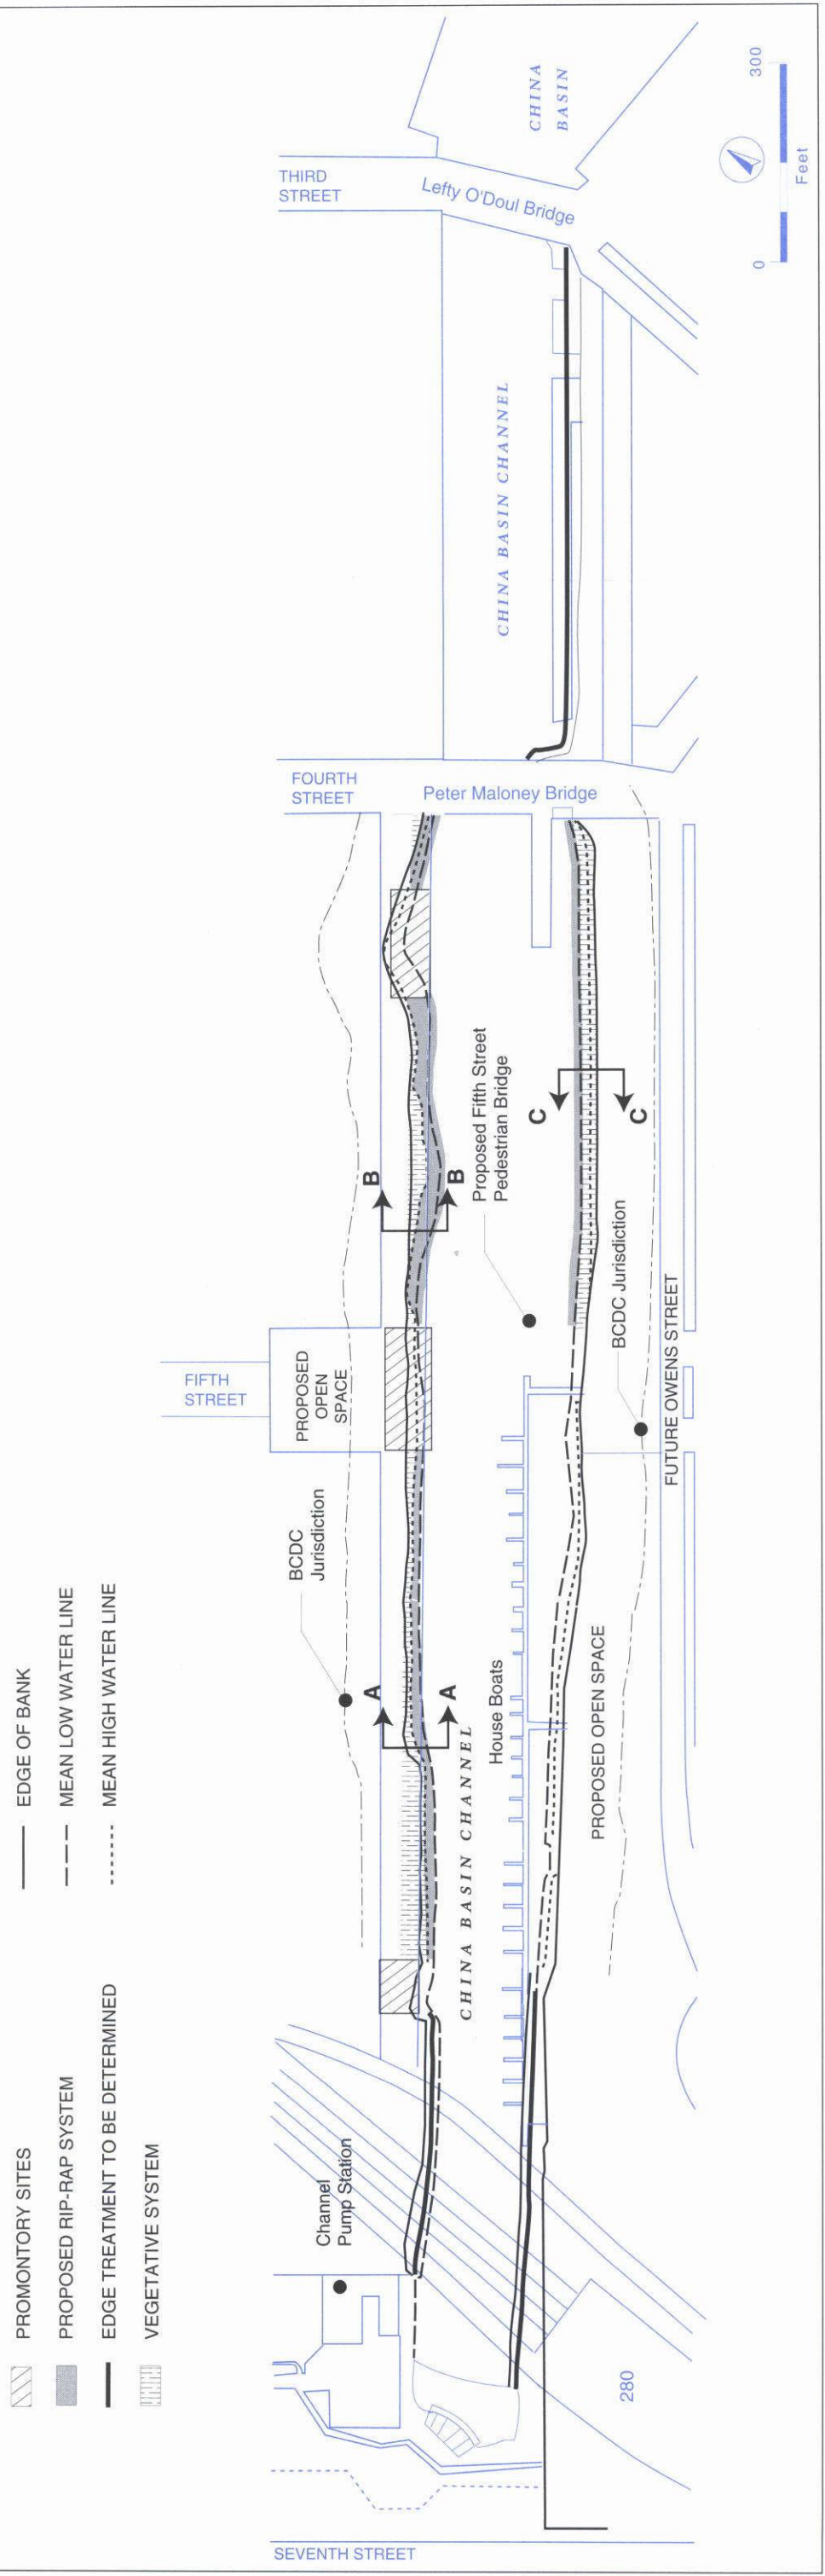 PROMONTORY SITES
PROPOSED RIP-RAP SYSTEM
EDGE TREATMENT TO BE DETERMINED
VEGETATIVE SYSTEM
EDGE OF BANK
MEAN LOW WATER LINE
MEAN HIGH WATER LINE
THIRD
STREET
Lefty O'Doul Bridge
CHINA
BASIN
0
300
Feet
CHINA BASIN CHANNEL
FOURTH
STREET
Peter Maloney Bridge
B
B
Proposed Fifth Street
Pedestrian Bridge
C
C
FIFTH
STREET
PROPOSED
OPEN
SPACE
BCDC Jurisdiction
FUTURE OWENS STREET
BCDC
Jurisdiction
A
A
House Boats
CHINA BASIN CHANNEL
PROPOSED OPEN SPACE
Channel
Pump Station
280
SEVENTH STREET